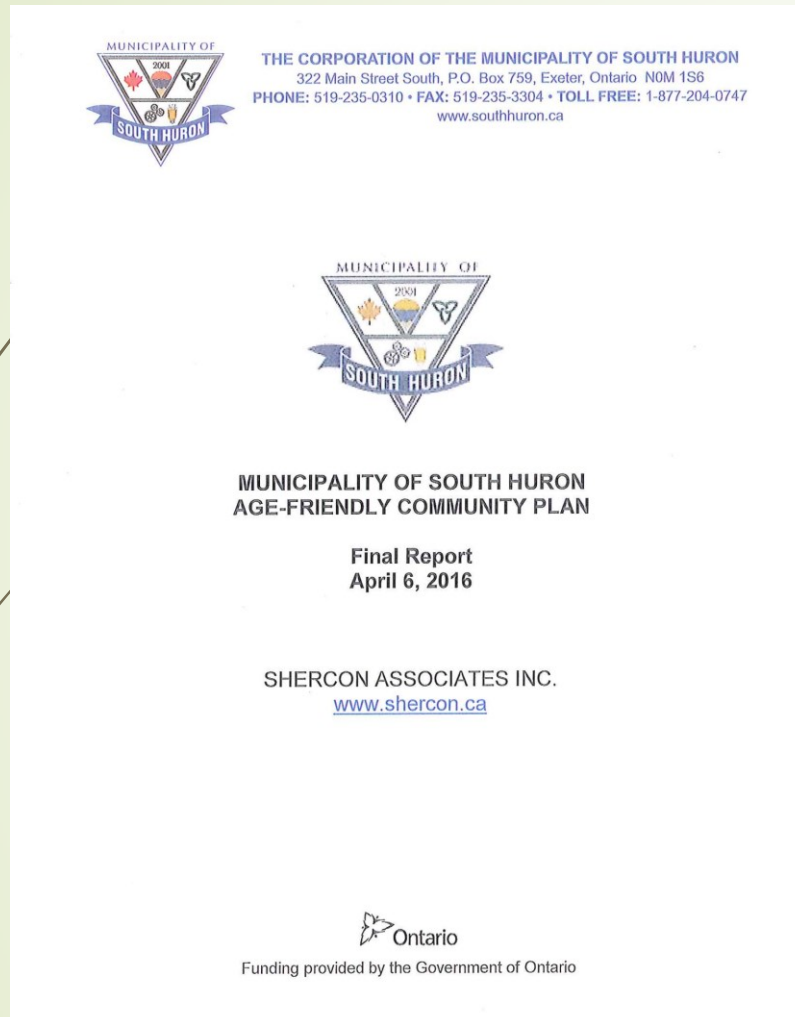 MUNICIPALITY OF
2001
SOUTH HURON
THE CORPORATION OF THE MUNICIPALITY OF SOUTH HURON
322 Main Street South, P.O. Box 759, Exeter, Ontario N0M 1S6
PHONE: 519-235-0310 • FAX: 519-235-3304 • TOLL FREE: 1-877-204-0747
www.southhuron.ca
MUNICIPALITY OF
2001
SOUTH HURON
MUNICIPALITY OF SOUTH HURON
AGE-FRIENDLY COMMUNITY PLAN
Final Report
April 6, 2016
SHERCON ASSOCIATES INC.
www.shercon.ca
Ontario
Funding provided by the Government of Ontario